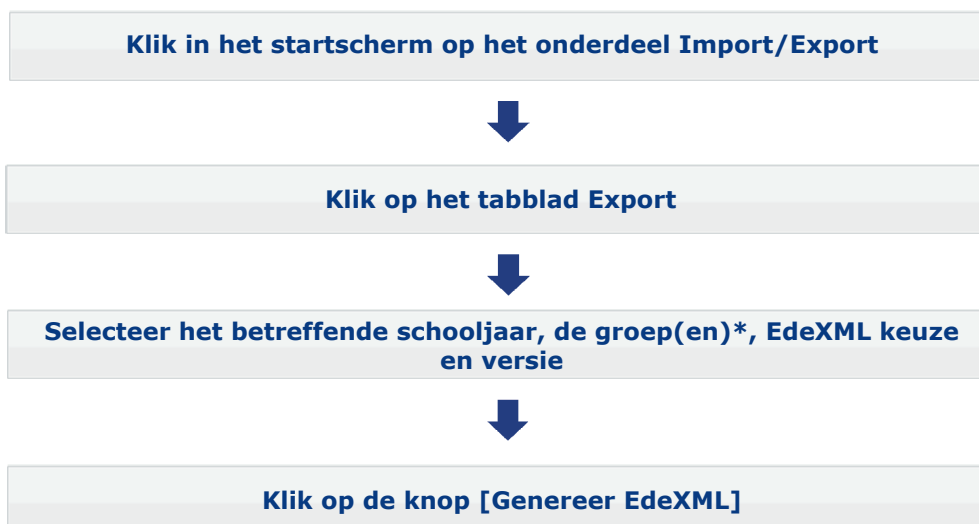 Klik in het startscherm op het onderdeel Import/Export
Klik op het tabblad Export
Selecteer het betreffende schooljaar, de groep(en)*, EdeXML keuze
en versie
Klik op de knop [Genereer EdeXML]